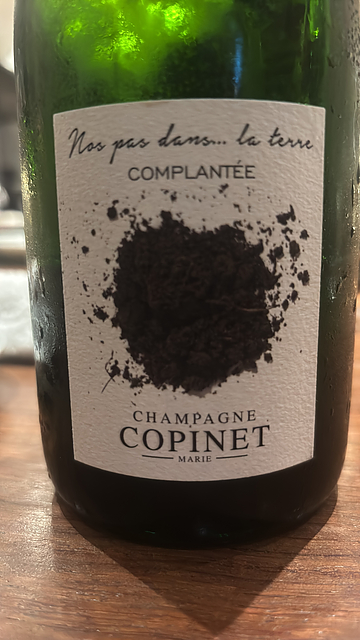 Nos pas dans... la terre
COMPLANTÉE
CHAMPAGNE
COPINET
MARIE